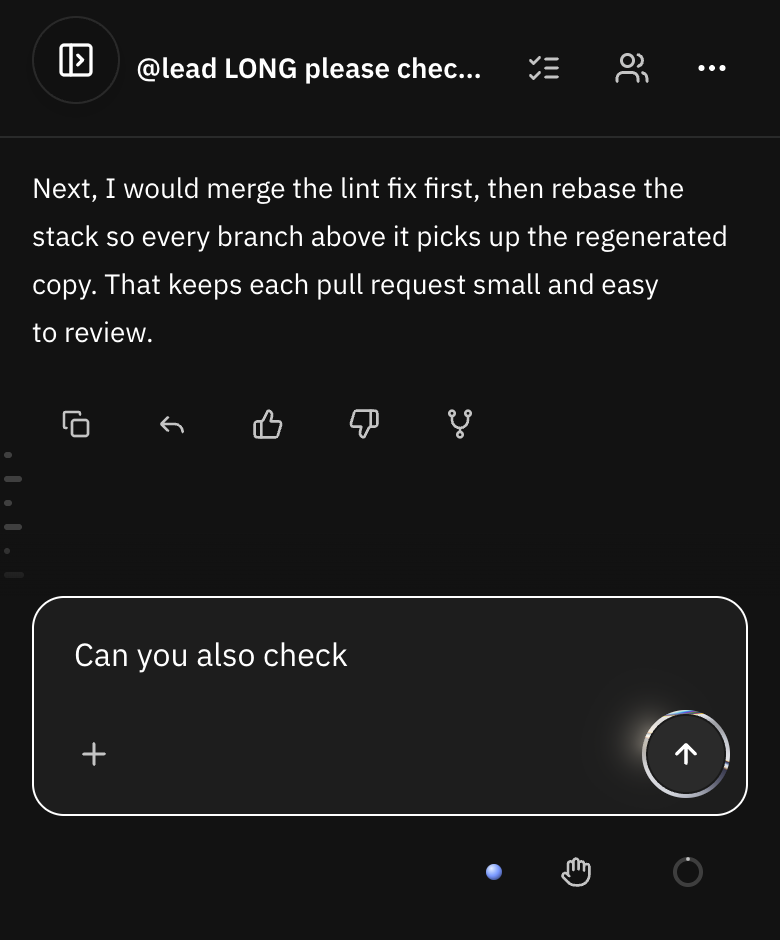 @lead LONG please chec...
Next, I would merge the lint fix first, then rebase the
stack so every branch above it picks up the regenerated
copy. That keeps each pull request small and easy
to review.
Can you also check